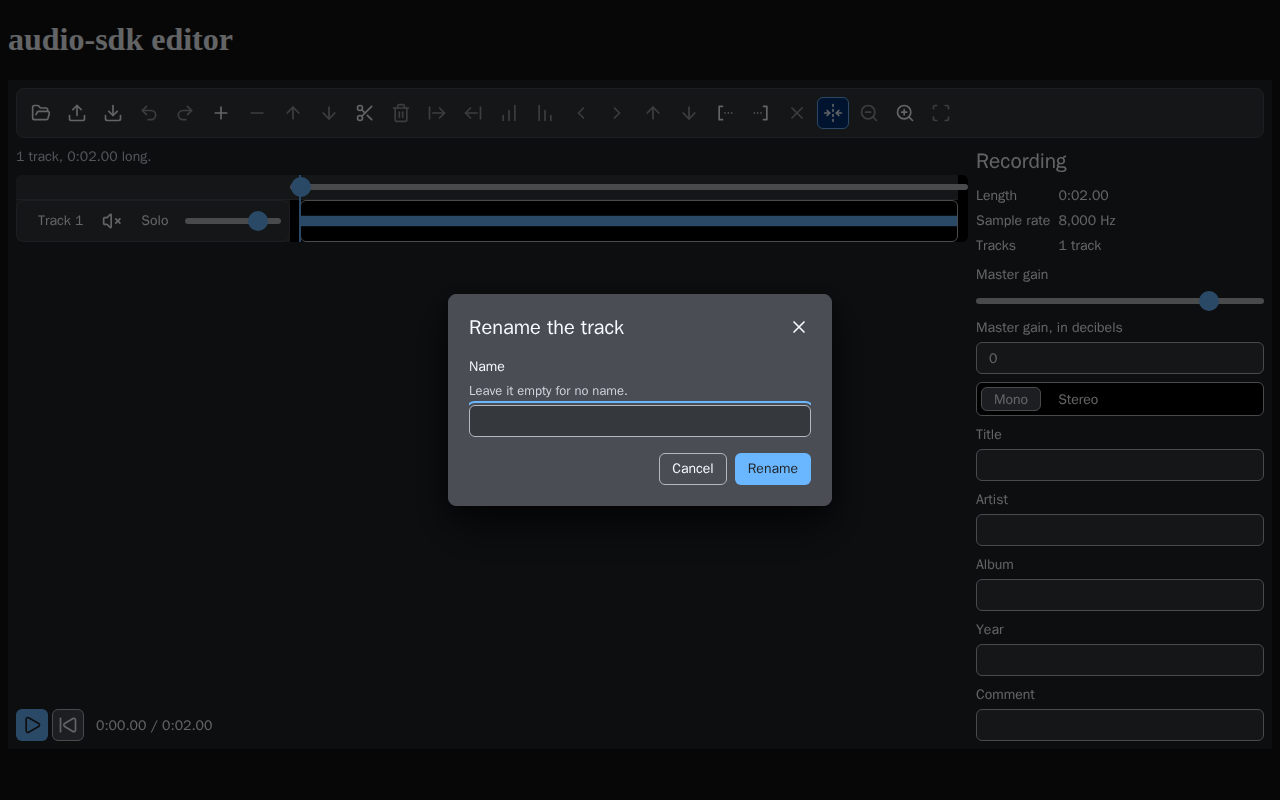 audio-sdk editor
1 track, 0:02.00 long.
Track 1
Solo
Rename the track
Name
Leave it empty for no name.
Cancel
Rename
0:00.00 / 0:02.00
Recording
Length 0:02.00
Sample rate 8,000 Hz
Tracks 1 track
Master gain
Master gain, in decibels
0
Mono Stereo
Title
Artist
Album
Year
Comment